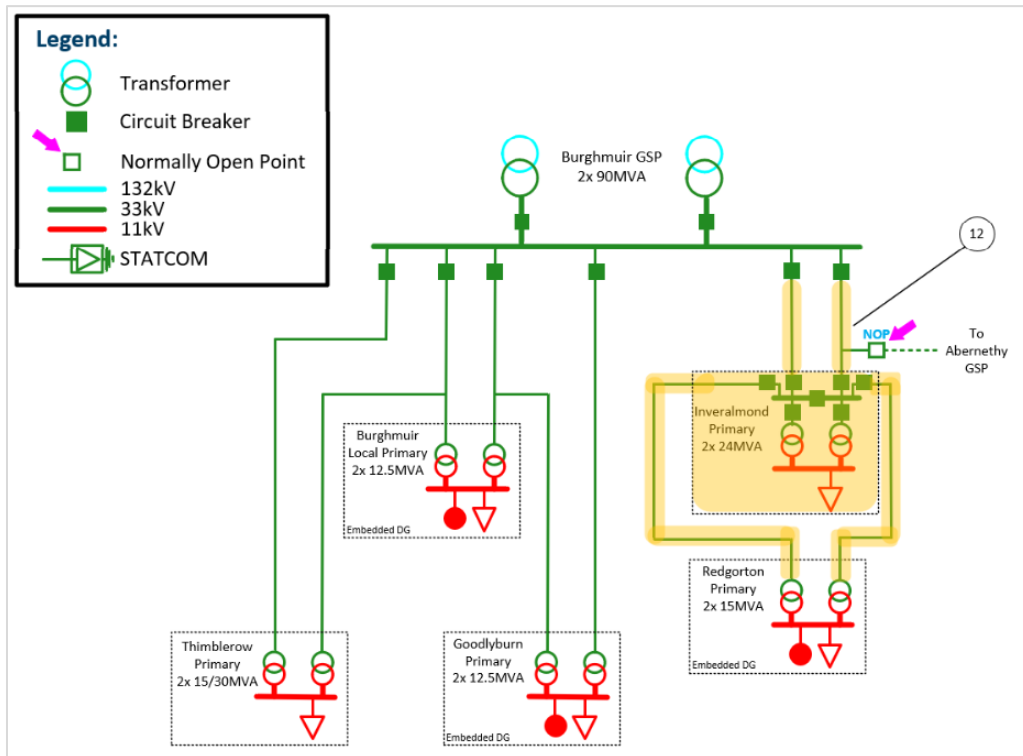 Legend:
Transformer
Circuit Breaker
Normally Open Point
132kV
33kV
11kV
STATCOM
Burghmuir GSP
2x 90MVA
12
NOP
To
Abernethy
GSP
Inveralmond
Primary
2x 24MVA
Burghmuir
Local Primary
2x 12.5MVA
Embedded DG
Redgorton
Primary
2x 15MVA
Embedded DG
Thimblerow
Primary
2x 15/30MVA
Goodlyburn
Primary
2x 12.5MVA
Embedded DG